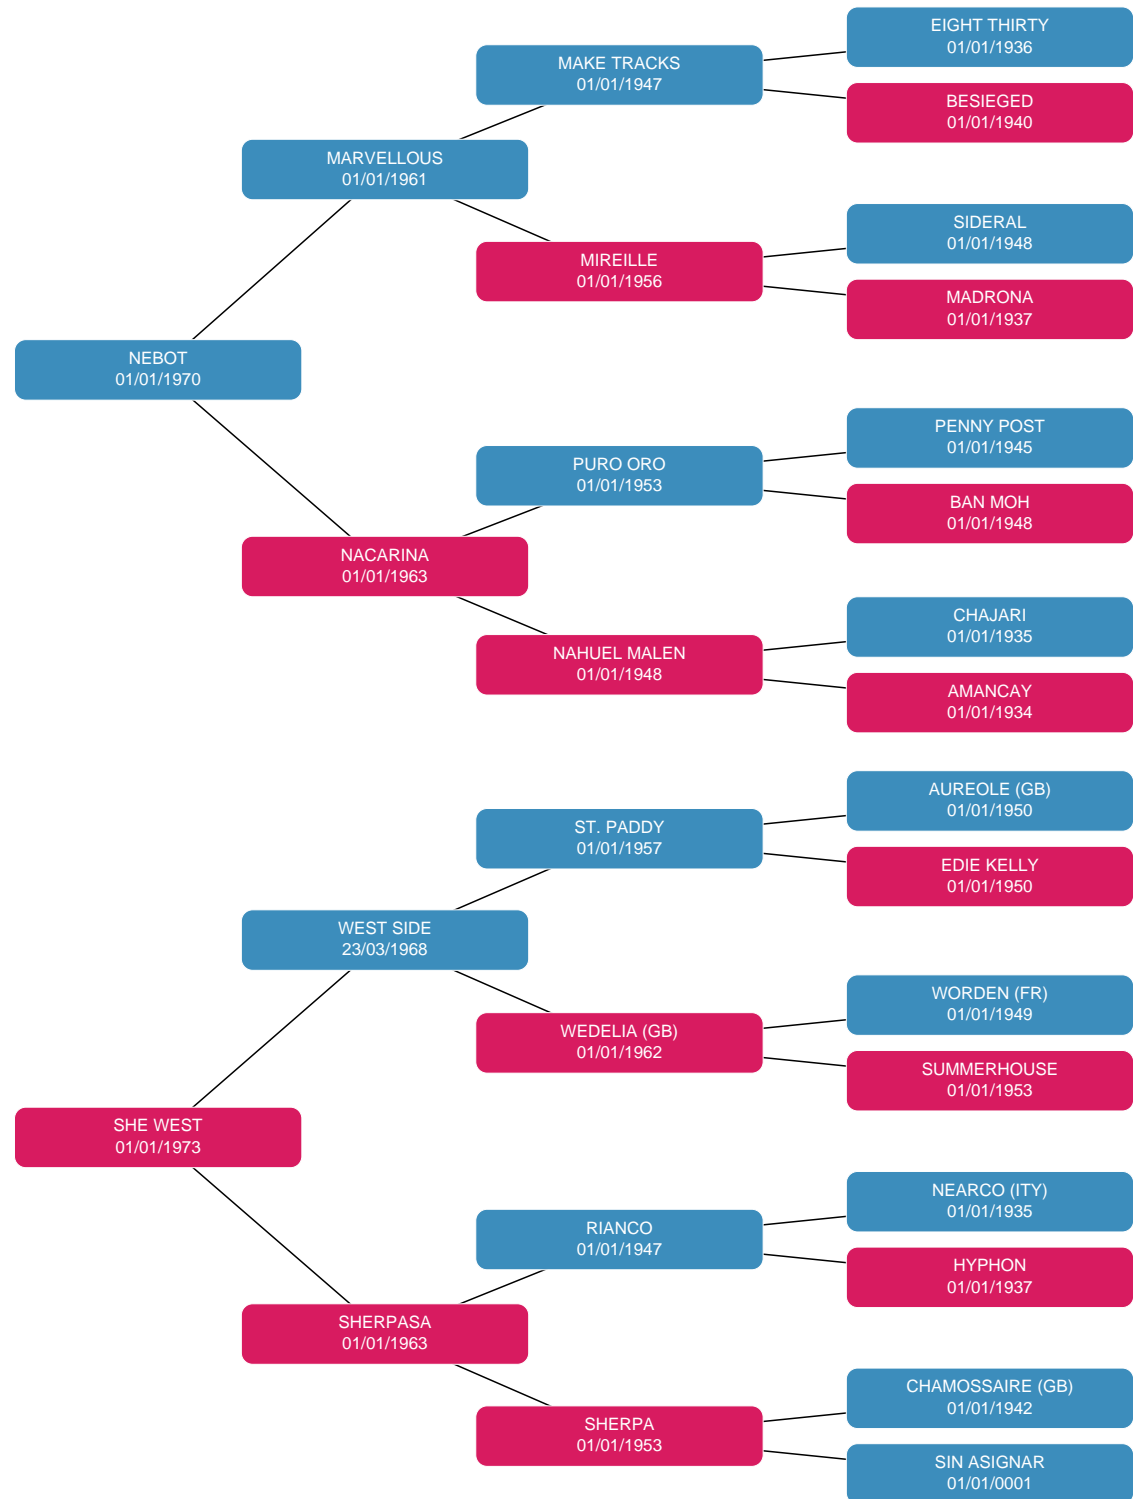 EIGHT THIRTY
01/01/1936
MAKE TRACKS
01/01/1947
BESIEGED
01/01/1940
MARVELLOUS
01/01/1961
SIDERAL
01/01/1948
MIREILLE
01/01/1956
MADRONA
01/01/1937
NEBOT
01/01/1970
PENNY POST
01/01/1945
PURO ORO
01/01/1953
BAN MOH
01/01/1948
NACARINA
01/01/1963
CHAJARI
01/01/1935
NAHUEL MALEN
01/01/1948
AMANCAY
01/01/1934
AUREOLE (GB)
01/01/1950
ST. PADDY
01/01/1957
EDIE KELLY
01/01/1950
WEST SIDE
23/03/1968
WORDEN (FR)
01/01/1949
WEDELIA (GB)
01/01/1962
SUMMERHOUSE
01/01/1953
SHE WEST
01/01/1973
NEARCO (ITY)
01/01/1935
RIANCO
01/01/1947
HYPHON
01/01/1937
SHERPASA
01/01/1963
CHAMOSSAIRE (GB)
01/01/1942
SHERPA
01/01/1953
SIN ASIGNAR
01/01/0001